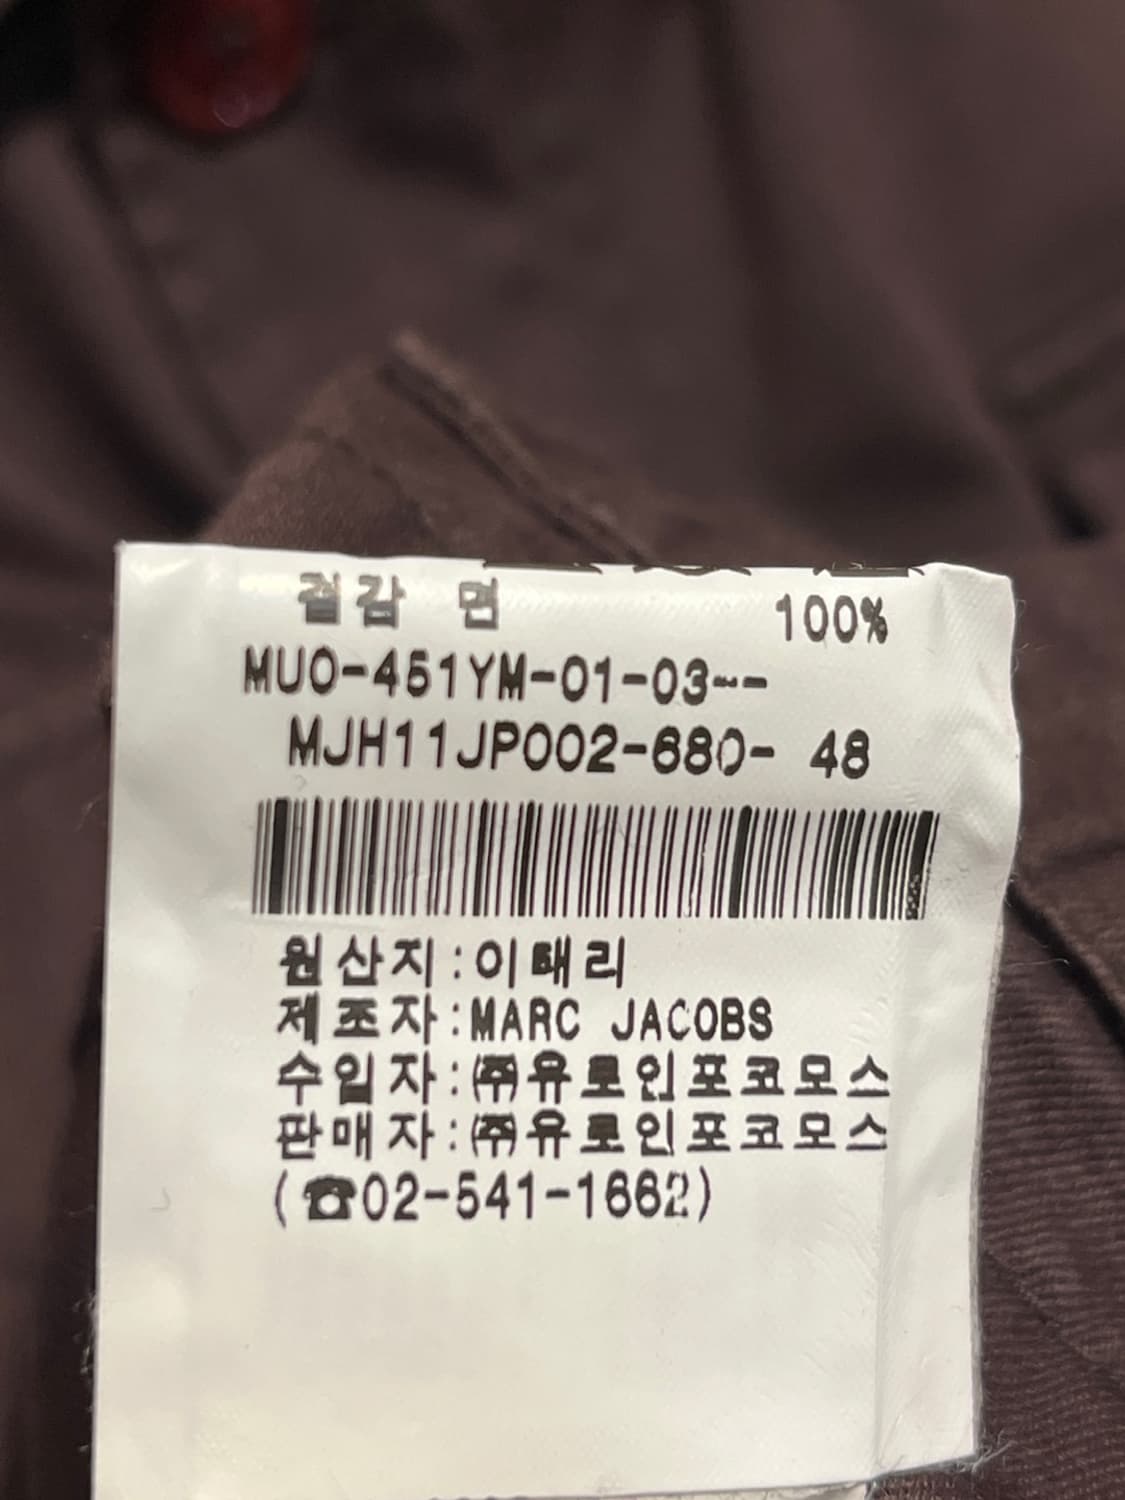 겉감 면 100%
MUO-451YM-01-03--
MJH11JP002-680- 48
원산지:이태리
제조자:MARC JACOBS
수입자:㈜유로인포코모스
판매자:㈜유로인포코모스
(☎02-541-1662)